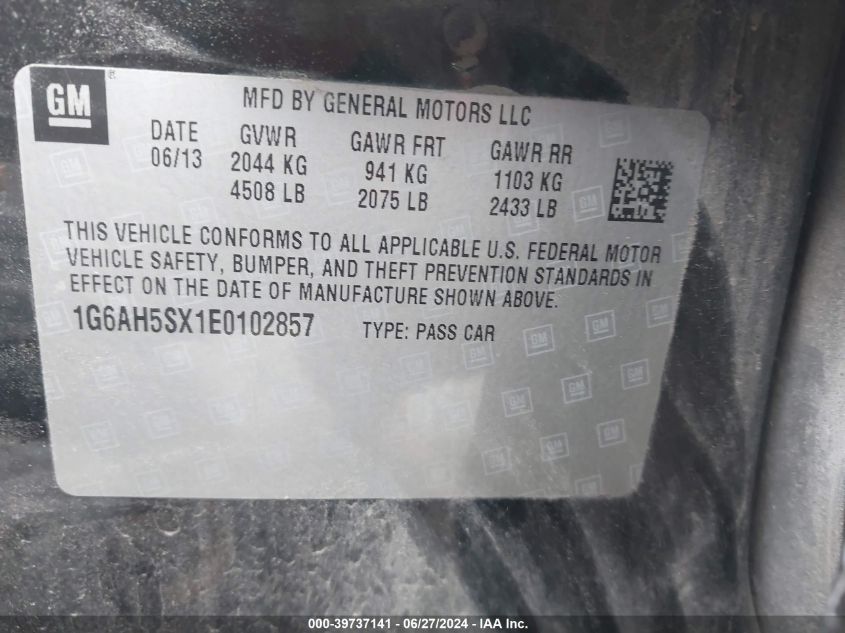 GM
MFD BY GENERAL MOTORS LLC
DATE GVWR GAWR FRT GAWR RR
06/13 2044 KG 941 KG 1103 KG
4508 LB 2075 LB 2433 LB
THIS VEHICLE CONFORMS TO ALL APPLICABLE U.S. FEDERAL MOTOR
VEHICLE SAFETY, BUMPER, AND THEFT PREVENTION STANDARDS IN
EFFECT ON THE DATE OF MANUFACTURE SHOWN ABOVE.
1G6AH5SX1E0102857 TYPE: PASS CAR
000-39737141 - 06/27/2024 - IAA Inc.